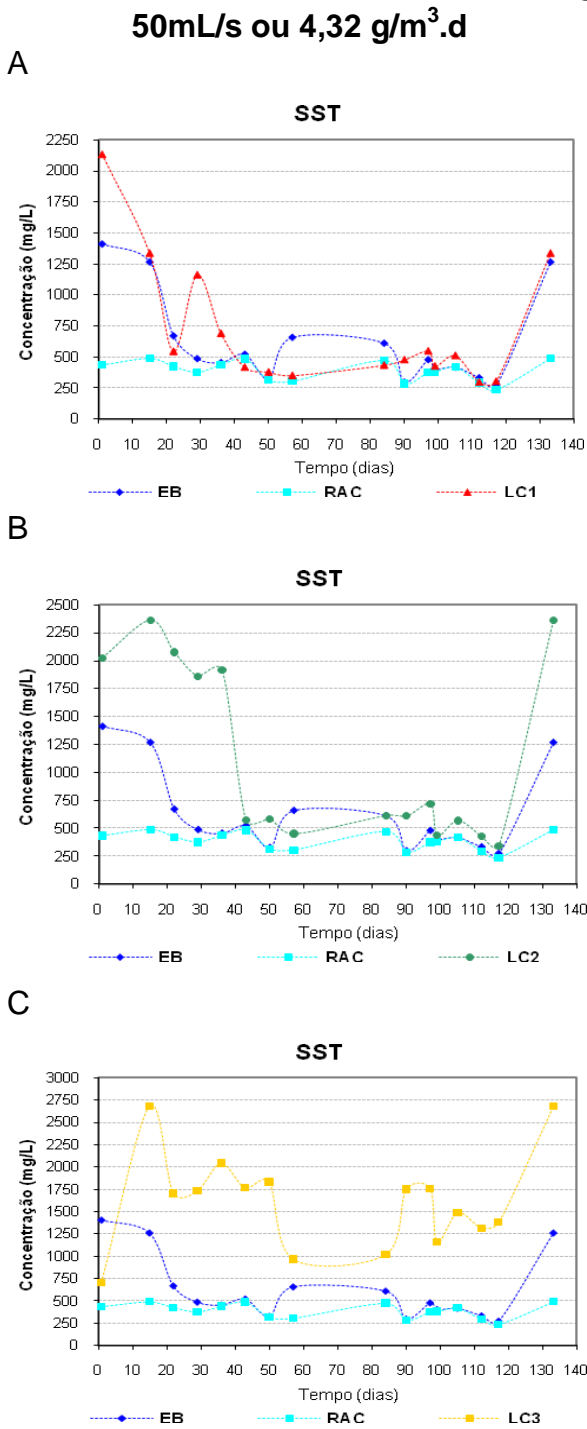 50mL/s ou 4,32 g/m³.d
A
SST
Concentração (mg/L)
2250
2000
1750
1500
1250
1000
750
500
250
0
0 10 20 30 40 50 60 70 80 90 100 110 120 130 140
Tempo (dias)
EB RAC LC1
B
SST
Concentração (mg/L)
2500
2250
2000
1750
1500
1250
1000
750
500
250
0
0 10 20 30 40 50 60 70 80 90 100 110 120 130 140
Tempo (dias)
EB RAC LC2
C
SST
Concentração (mg/L)
3000
2750
2500
2250
2000
1750
1500
1250
1000
750
500
250
0
0 10 20 30 40 50 60 70 80 90 100 110 120 130 140
Tempo (dias)
EB RAC LC3